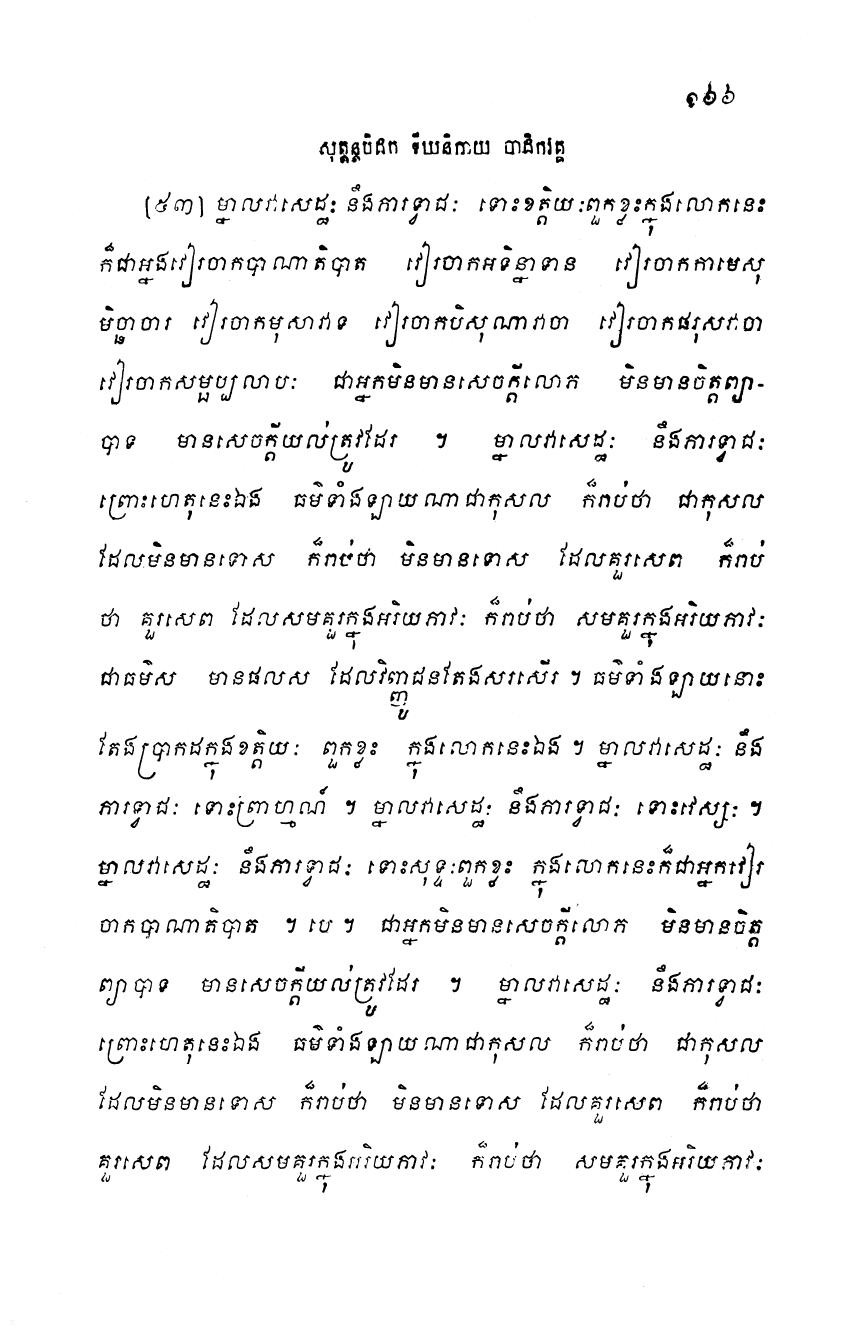 ១៦៦
សុត្តន្តបិដក ទីឃនិកាយ បាដិកវគ្គ
(៥៣) ម្នាលវាសេដ្ឋៈ នឹងភារទ្វាជៈ ទោះខត្តិយៈពួកខ្លះក្នុងលោកនេះ
ក៏ជាអ្នងវៀរចាកបាណាតិបាត វៀរចាកអទិន្នាទាន វៀរចាកកាមេសុ
មិច្ឆាចារ វៀរចាកមុសាវាទ វៀរចាកបិសុណាវាចា វៀរចាកផរុសវាចា
វៀរចាកសម្ផប្បលាបៈ ជាអ្នកមិនមានសេចក្តីលោភ មិនមានចិត្តព្យា-
បាទ មានសេចក្តីយល់ត្រូវដែរ ។ ម្នាលវាសេដ្ឋៈ នឹងភារទ្វាជៈ
ព្រោះហេតុនេះឯង ធម៌ទាំងឡាយណាជាកុសល ក៏រាប់ថា ជាកុសល
ដែលមិនមានទោស ក៏រាប់ថា មិនមានទោស ដែលគួរសេព ក៏រាប់
ថា គួរសេព ដែលសមគួរក្នុងអរិយភាវៈ ក៏រាប់ថា សមគួរក្នុងអរិយភាវៈ
ជាធម៌ស មានផលស ដែលវិញ្ញូជនតែងសរសើរ ។ ធម៌ទាំងឡាយនោះ
តែងប្រាកដក្នុងខត្តិយៈ ពួកខ្លះ ក្នុងលោកនេះឯង ។ ម្នាលវាសេដ្ឋៈ នឹង
ភារទ្វាជៈ ទោះព្រាហ្មណ៍ ។ ម្នាលវាសេដ្ឋៈ នឹងភារទ្វាជៈ ទោះវេស្សៈ ។
ម្នាលវាសេដ្ឋៈ នឹងភារទ្វាជៈ ទោះសុទ្ទៈពួកខ្លះ ក្នុងលោកនេះក៏ជាអ្នកវៀរ
ចាកបាណាតិបាត ។ បេ ។ ជាអ្នកមិនមានសេចក្តីលោភ មិនមានចិត្ត
ព្យាបាទ មានសេចក្តីយល់ត្រូវដែរ ។ ម្នាលវាសេដ្ឋៈ នឹងភារទ្វាជៈ
ព្រោះហេតុនេះឯង ធម៌ទាំងឡាយណាជាកុសល ក៏រាប់ថា ជាកុសល
ដែលមិនមានទោស ក៏រាប់ថា មិនមានទោស ដែលគួរសេព ក៏រាប់ថា
គួរសេព ដែលសមគួរក្នុងអរិយភាវៈ ក៏រាប់ថា សមគួរក្នុងអរិយភាវៈ